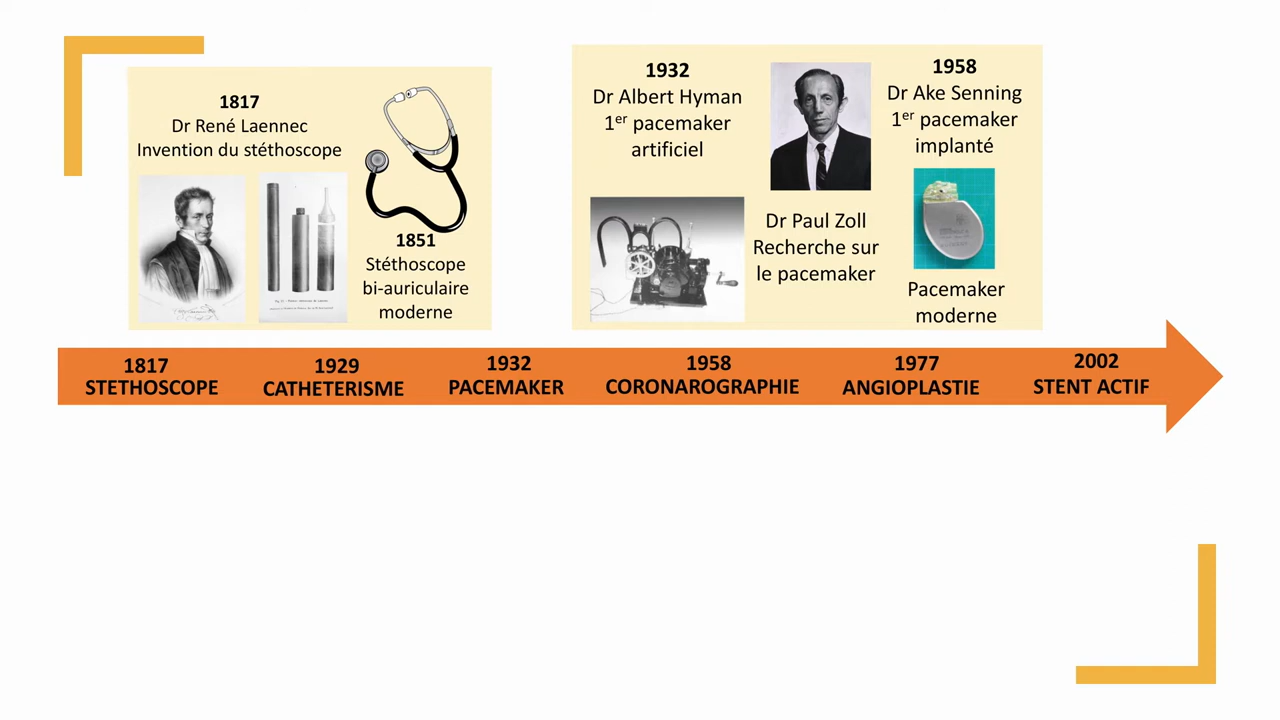 1817
Dr René Laennec
Invention du stéthoscope
1851
Stéthoscope
bi-auriculaire
moderne
1932
Dr Albert Hyman
1er pacemaker
artificiel
Dr Paul Zoll
Recherche sur
le pacemaker
1958
Dr Ake Senning
1er pacemaker
implanté
Pacemaker
moderne
1817
STETHOSCOPE
1929
CATHETERISME
1932
PACEMAKER
1958
CORONAROGRAPHIE
1977
ANGIOPLASTIE
2002
STENT ACTIF